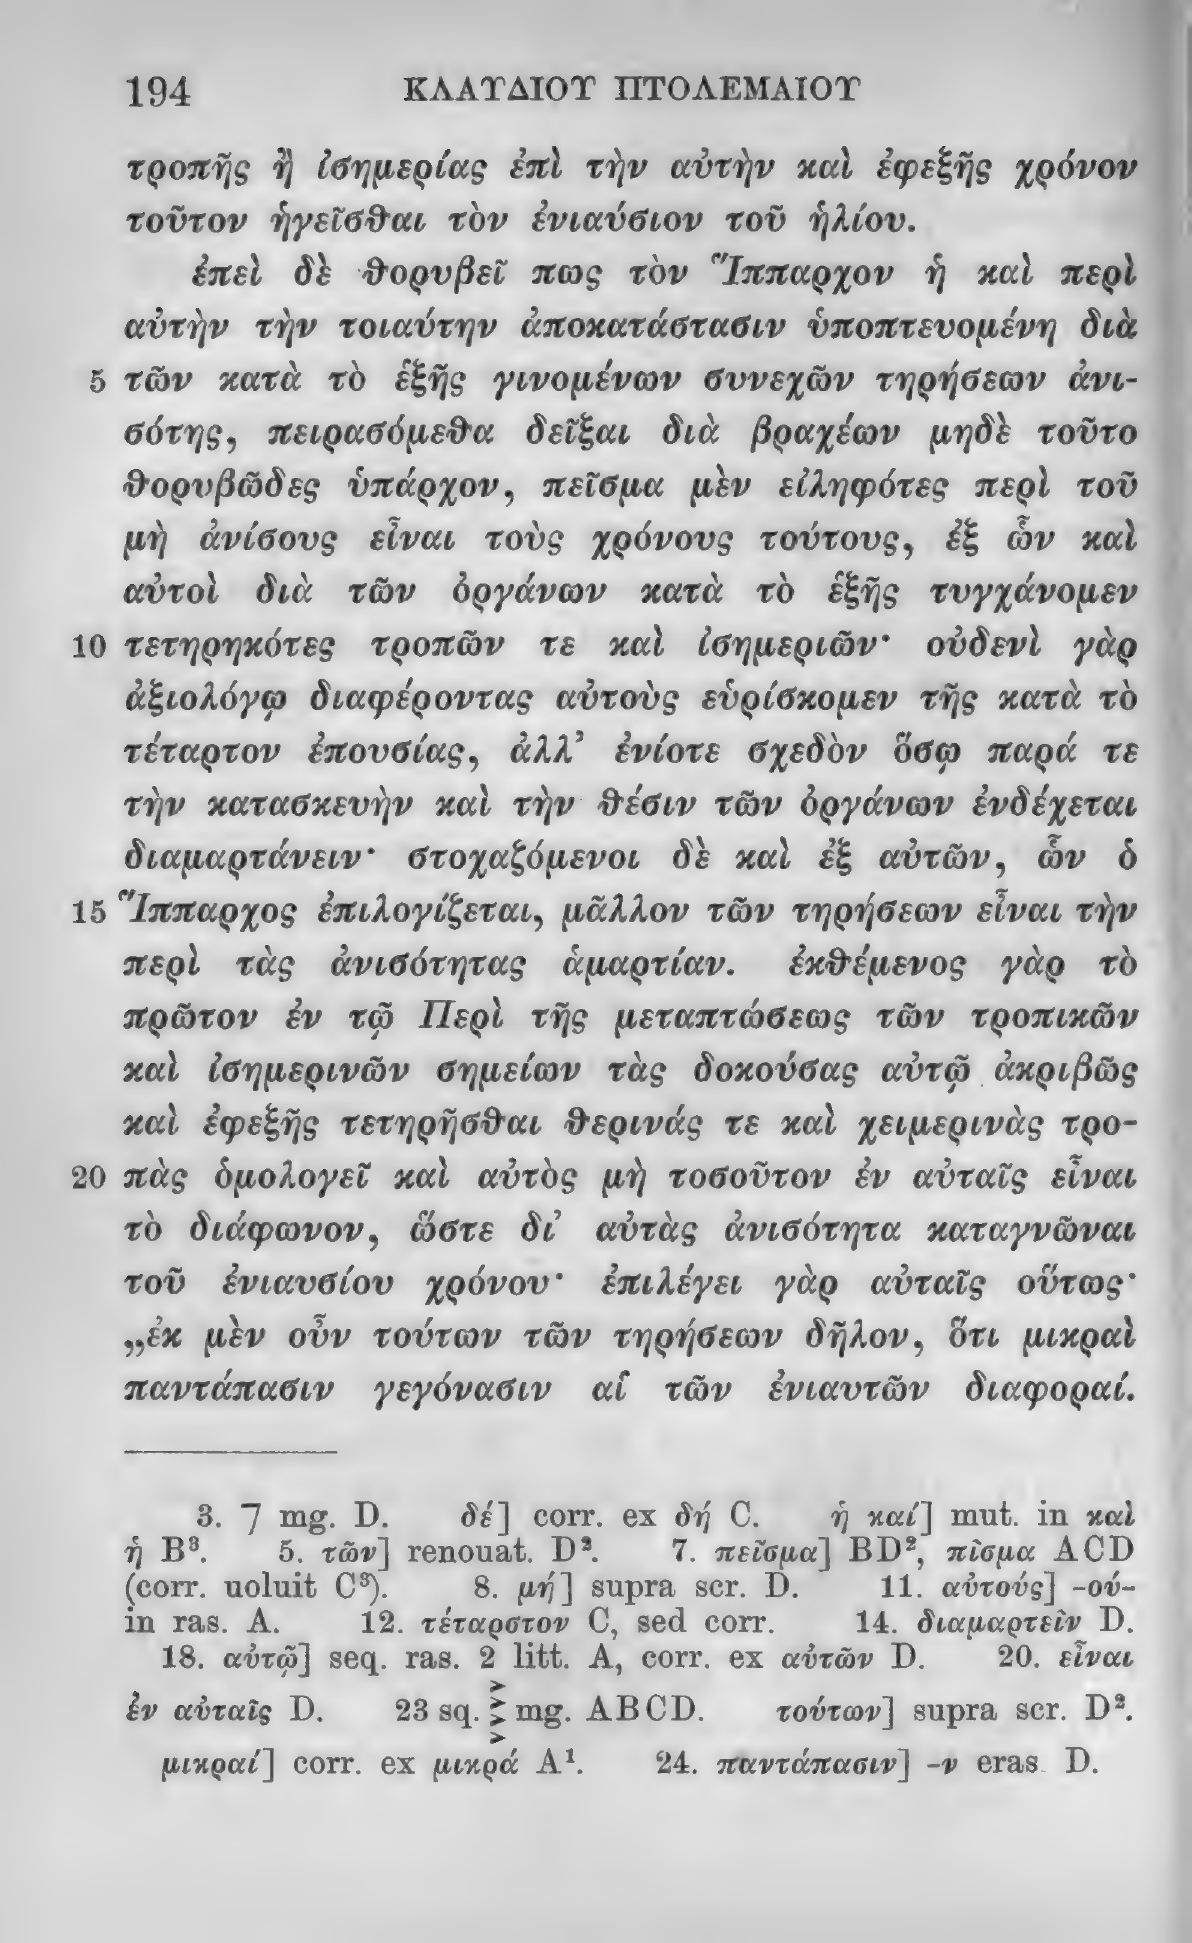 194 ΚΛΑΥΔΙΟΥ ΠΤΟΛΕΜΑΙΟΥ
τροπῆς ἢ ἰσημερίας ἐπὶ τὴν αὐτὴν καὶ ἐφεξῆς χρόνον
τοῦτον ἡγεῖσθαι τὸν ἐνιαύσιον τοῦ ἡλίου.
ἐπεὶ δὲ θορυβεῖ πως τὸν Ἵππαρχον ἡ καὶ περὶ
αὐτὴν τὴν τοιαύτην ἀποκατάστασιν ὑποπτευομένη διὰ
5 τῶν κατὰ τὸ ἑξῆς γινομένων συνεχῶν τηρήσεων ἀνι-
σότης, πειρασόμεθα δεῖξαι διὰ βραχέων μηδὲ τοῦτο
θορυβῶδες ὑπάρχον, πεῖσμα μὲν εἰληφότες περὶ τοῦ
μὴ ἀνίσους εἶναι τοὺς χρόνους τούτους, ἐξ ὧν καὶ
αὐτοὶ διὰ τῶν ὀργάνων κατὰ τὸ ἑξῆς τυγχάνομεν
10 τετηρηκότες τροπῶν τε καὶ ἰσημεριῶν· οὐδενὶ γὰρ
ἀξιολόγῳ διαφέροντας αὐτοὺς εὑρίσκομεν τῆς κατὰ τὸ
τέταρτον ἐπουσίας, ἀλλ᾽ ἐνίοτε σχεδὸν ὅσῳ παρά τε
τὴν κατασκευὴν καὶ τὴν θέσιν τῶν ὀργάνων ἐνδέχεται
διαμαρτάνειν· στοχαζόμενοι δὲ καὶ ἐξ αὐτῶν, ὧν ὁ
15 Ἵππαρχος ἐπιλογίζεται, μᾶλλον τῶν τηρήσεων εἶναι τὴν
περὶ τὰς ἀνισότητας ἁμαρτίαν. ἐκθέμενος γὰρ τὸ
πρῶτον ἐν τῷ Περὶ τῆς μεταπτώσεως τῶν τροπικῶν
καὶ ἰσημερινῶν σημείων τὰς δοκούσας αὐτῷ ἀκριβῶς
καὶ ἐφεξῆς τετηρῆσθαι θερινάς τε καὶ χειμερινὰς τρο-
20 πὰς ὁμολογεῖ καὶ αὐτὸς μὴ τοσοῦτον ἐν αὐταῖς εἶναι
τὸ διάφωνον, ὥστε δι᾽ αὐτὰς ἀνισότητα καταγνῶναι
τοῦ ἐνιαυσίου χρόνου· ἐπιλέγει γὰρ αὐταῖς οὕτως·
„ἐκ μὲν οὖν τούτων τῶν τηρήσεων δῆλον, ὅτι μικραὶ
παντάπασιν γεγόνασιν αἱ τῶν ἐνιαυτῶν διαφοραί.
3. 7 mg. D. δέ] corr. ex δή C. ἡ καί] mut. in καὶ
ἡ B³. 5. τῶν] renouat. D². 7. πεῖσμα] BD², πῖσμα ACD
(corr. uoluit C³). 8. μή] supra scr. D. 11. αὐτούς] -ού-
in ras. A. 12. τέταρστον C, sed corr. 14. διαμαρτεῖν D.
18. αὐτῷ] seq. ras. 2 litt. A, corr. ex αὐτῶν D. 20. εἶναι
ἐν αὐταῖς D. 23 sq. > > > mg. ABCD. τούτων] supra scr. D².
μικραί] corr. ex μικρά A¹. 24. παντάπασιν] -ν eras. D.